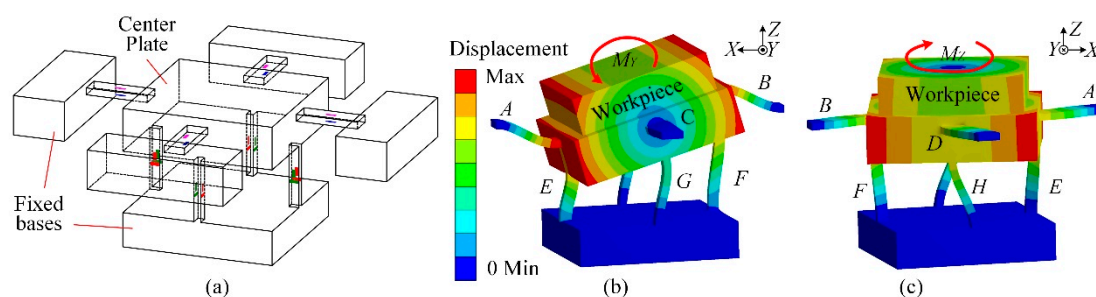 Center
Plate
Fixed
bases
(a)
Displacement
Max
0 Min
X
Z
Y
M_Y
Workpiece
A
B
C
E
G
F
(b)
Z
Y
X
M_Z
Workpiece
B
A
D
F
H
E
(c)